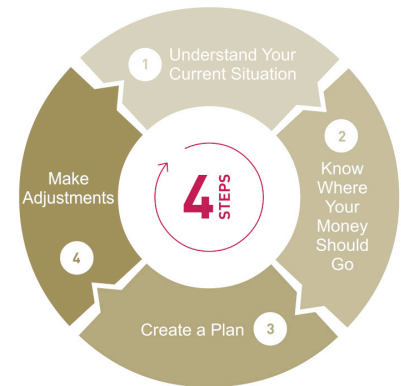 1
Understand Your
Current Situation
2
Know
Where
Your
Money
Should
Go
Create a Plan 3
Make
Adjustments
4
4 STEPS